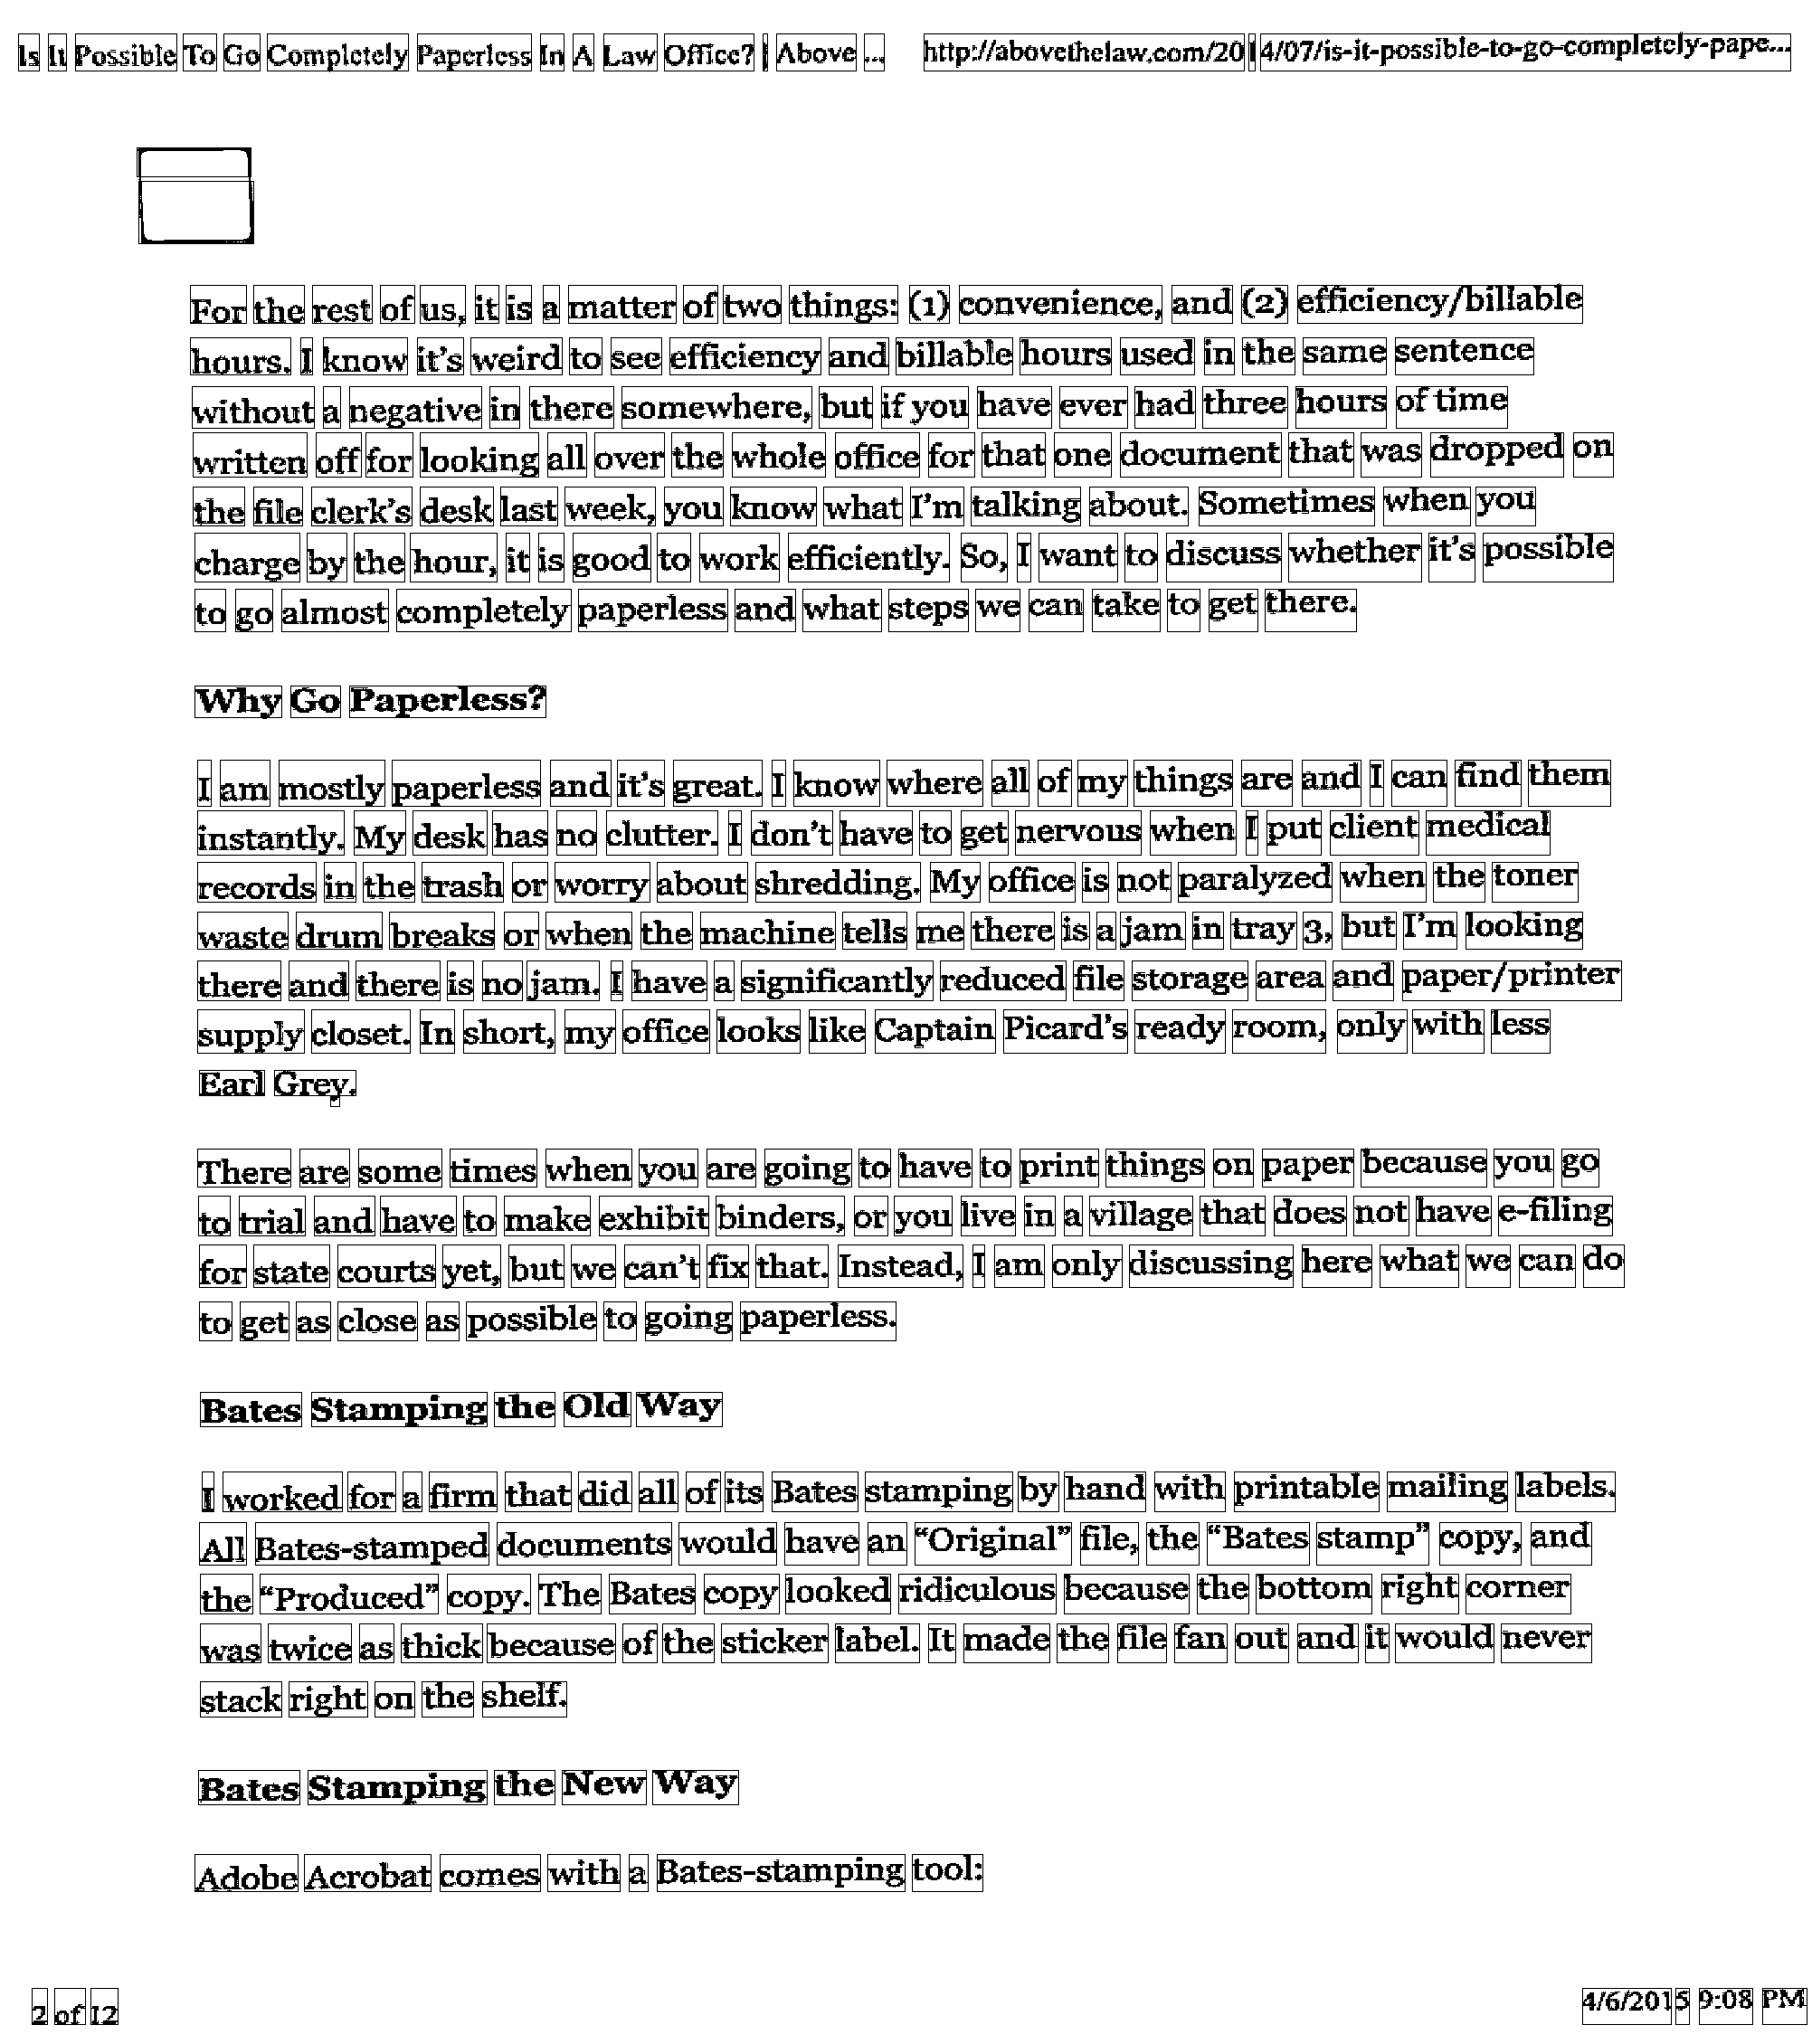 Is It Possible To Go Completely Paperless In A Law Office? | Above ... http://abovethelaw.com/2014/07/is-it-possible-to-go-completely-pape...
For the rest of us, it is a matter of two things: (1) convenience, and (2) efficiency/billable
hours. I know it's weird to see efficiency and billable hours used in the same sentence
without a negative in there somewhere, but if you have ever had three hours of time
written off for looking all over the whole office for that one document that was dropped on
the file clerk's desk last week, you know what I'm talking about. Sometimes when you
charge by the hour, it is good to work efficiently. So, I want to discuss whether it's possible
to go almost completely paperless and what steps we can take to get there.
Why Go Paperless?
I am mostly paperless and it's great. I know where all of my things are and I can find them
instantly. My desk has no clutter. I don't have to get nervous when I put client medical
records in the trash or worry about shredding. My office is not paralyzed when the toner
waste drum breaks or when the machine tells me there is a jam in tray 3, but I'm looking
there and there is no jam. I have a significantly reduced file storage area and paper/printer
supply closet. In short, my office looks like Captain Picard's ready room, only with less
Earl Grey.
There are some times when you are going to have to print things on paper because you go
to trial and have to make exhibit binders, or you live in a village that does not have e-filing
for state courts yet, but we can't fix that. Instead, I am only discussing here what we can do
to get as close as possible to going paperless.
Bates Stamping the Old Way
I worked for a firm that did all of its Bates stamping by hand with printable mailing labels.
All Bates-stamped documents would have an “Original” file, the “Bates stamp” copy, and
the “Produced” copy. The Bates copy looked ridiculous because the bottom right corner
was twice as thick because of the sticker label. It made the file fan out and it would never
stack right on the shelf.
Bates Stamping the New Way
Adobe Acrobat comes with a Bates-stamping tool:
2 of 12 4/6/2015 9:08 PM